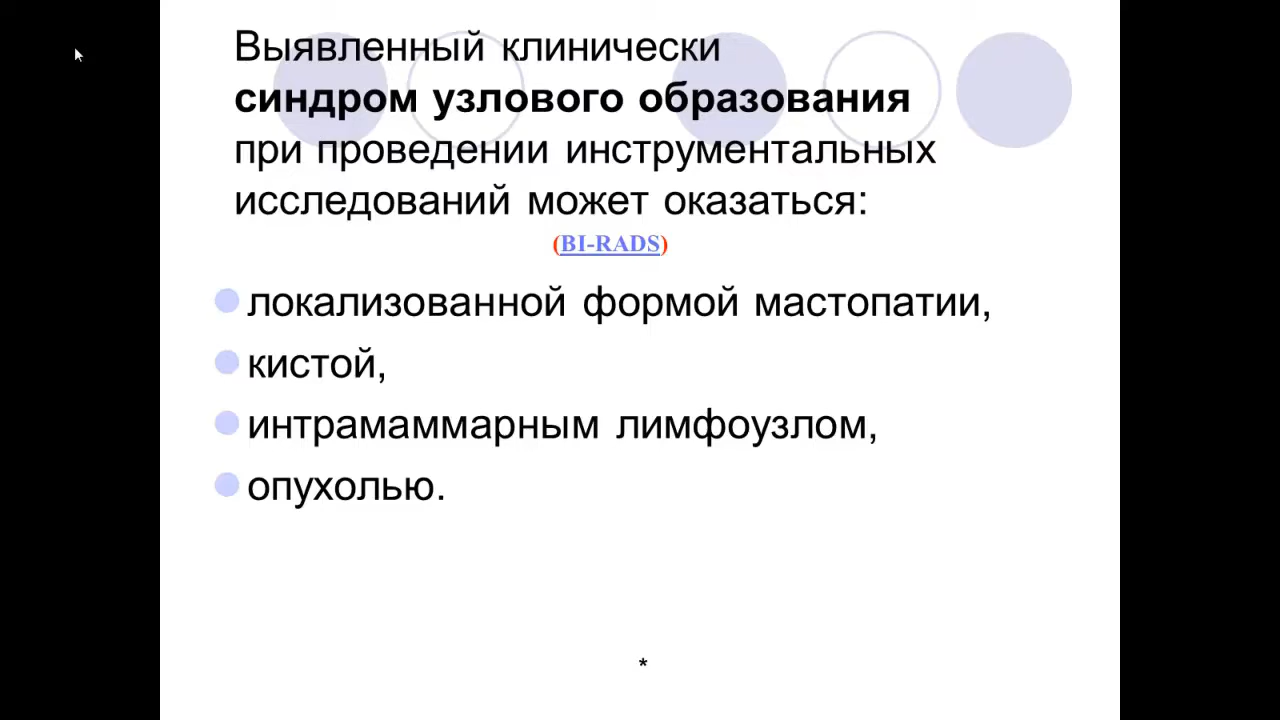 Выявленный клинически
синдром узлового образования
при проведении инструментальных
исследований может оказаться:
(BI-RADS)
локализованной формой мастопатии,
кистой,
интрамаммарным лимфоузлом,
опухолью.
*